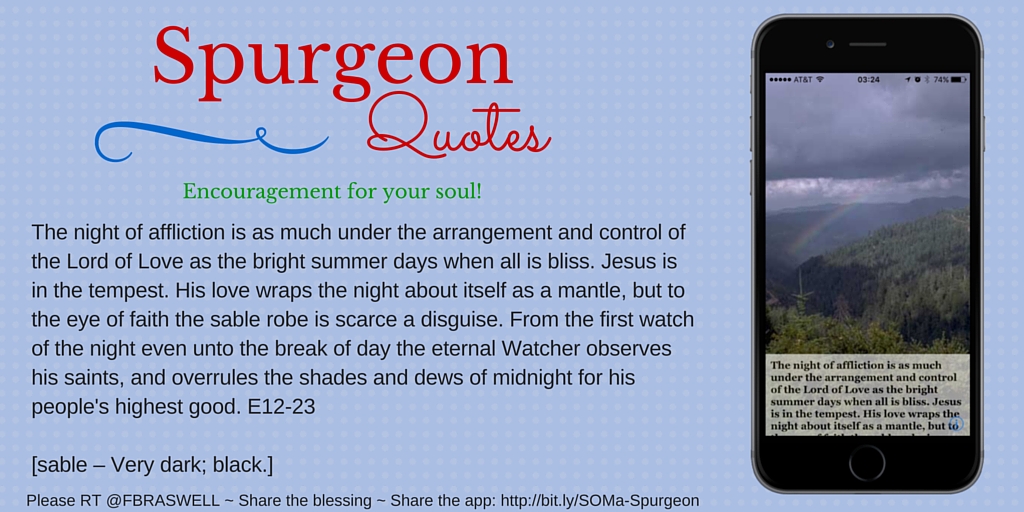 Spurgeon
Quotes
Encouragement for your soul!
The night of affliction is as much under the arrangement and control of
the Lord of Love as the bright summer days when all is bliss. Jesus is
in the tempest. His love wraps the night about itself as a mantle, but to
the eye of faith the sable robe is scarce a disguise. From the first watch
of the night even unto the break of day the eternal Watcher observes
his saints, and overrules the shades and dews of midnight for his
people's highest good. E12-23
[sable – Very dark; black.]
Please RT @FBRASWELL ~ Share the blessing ~ Share the app: http://bit.ly/SOMa-Spurgeon
AT&T 03:24 74%
The night of affliction is as much
under the arrangement and control
of the Lord of Love as the bright
summer days when all is bliss. Jesus
is in the tempest. His love wraps the
night about itself as a mantle, but to